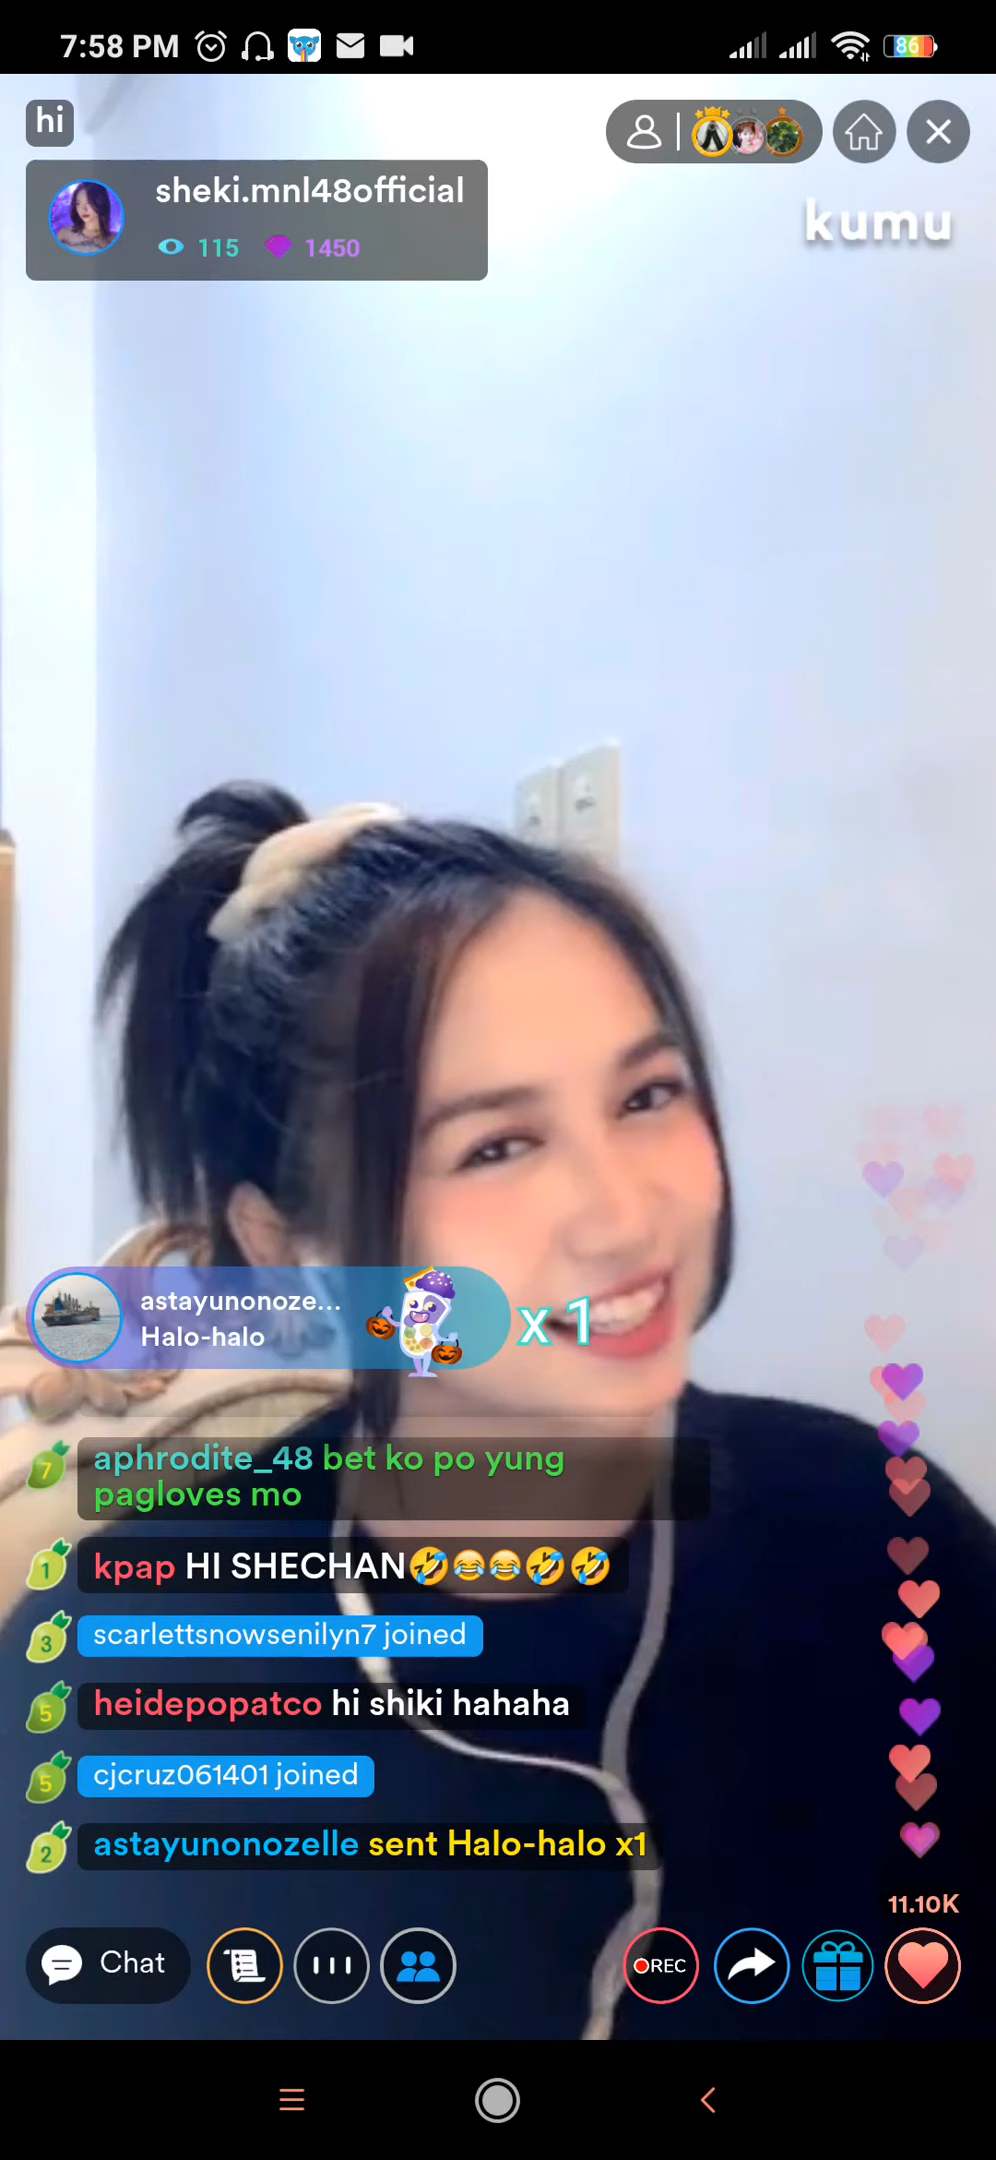 7:58 PM
86
hi
sheki.mnl48official
115 1450
kumu
astayunonoze...
Halo-halo
x 1
7 aphrodite_48 bet ko po yung
pagloves mo
1 kpap HI SHECHAN🤣😂😂🤣🤣
3 scarlettsnowsenilyn7 joined
5 heidepopatco hi shiki hahaha
5 cjcruz061401 joined
2 astayunonozelle sent Halo-halo x1
11.10K
Chat
REC